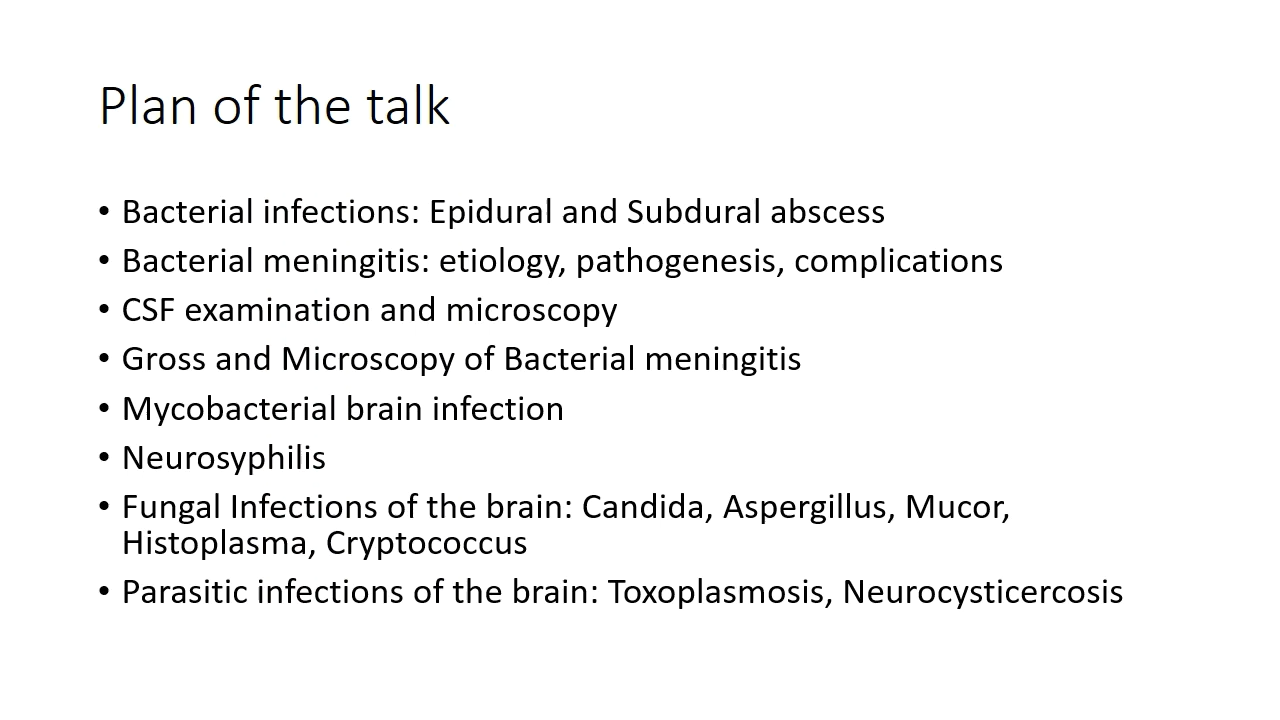 Plan of the talk
• Bacterial infections: Epidural and Subdural abscess
• Bacterial meningitis: etiology, pathogenesis, complications
• CSF examination and microscopy
• Gross and Microscopy of Bacterial meningitis
• Mycobacterial brain infection
• Neurosyphilis
• Fungal Infections of the brain: Candida, Aspergillus, Mucor,
Histoplasma, Cryptococcus
• Parasitic infections of the brain: Toxoplasmosis, Neurocysticercosis